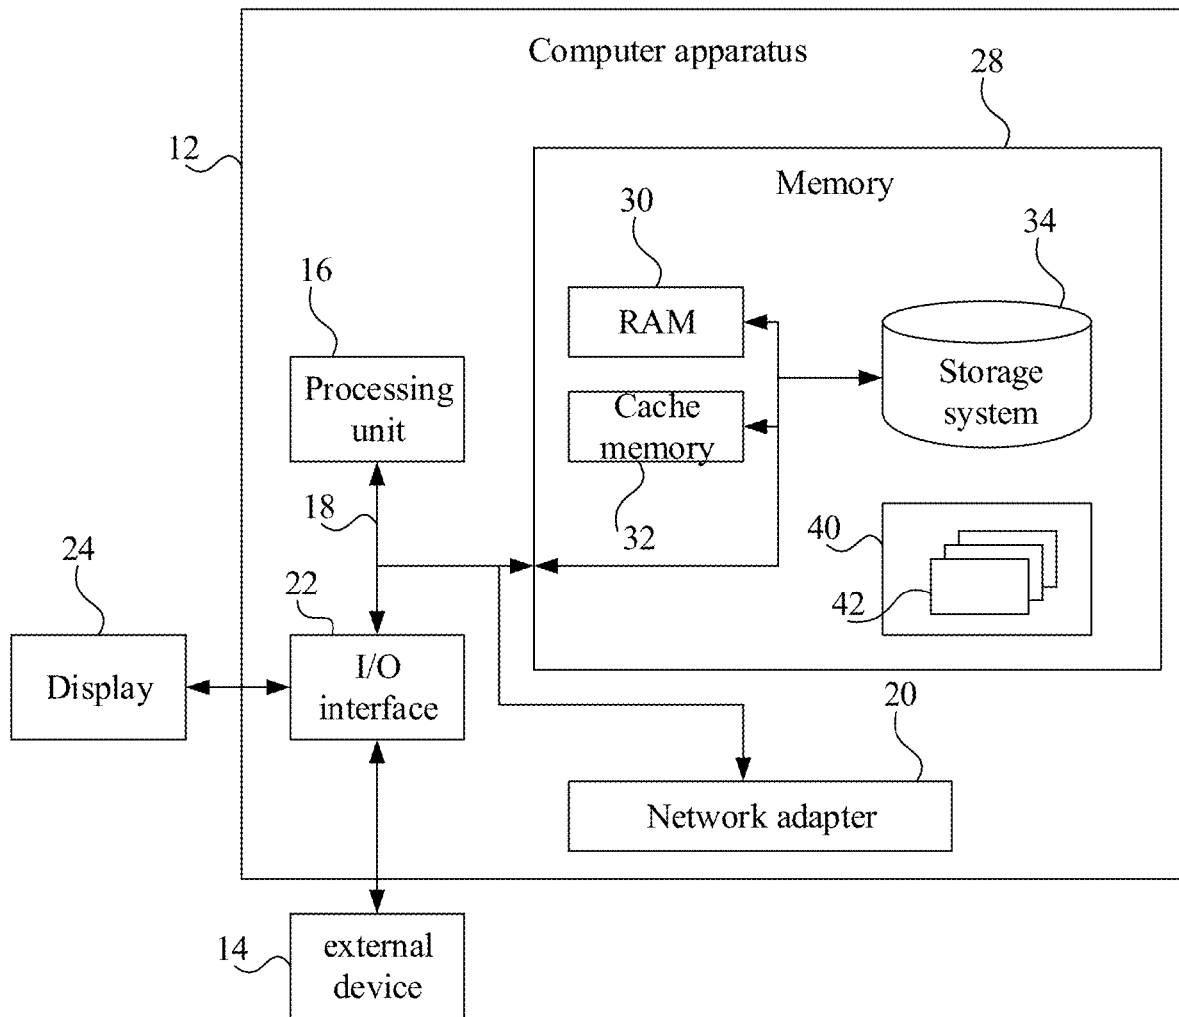 Computer apparatus
28
12
Memory
30
34
16
RAM
Processing
unit
Storage
system
Cache
memory
18
32
40
24
22
42
Display
I/O
interface
20
Network adapter
14
external
device